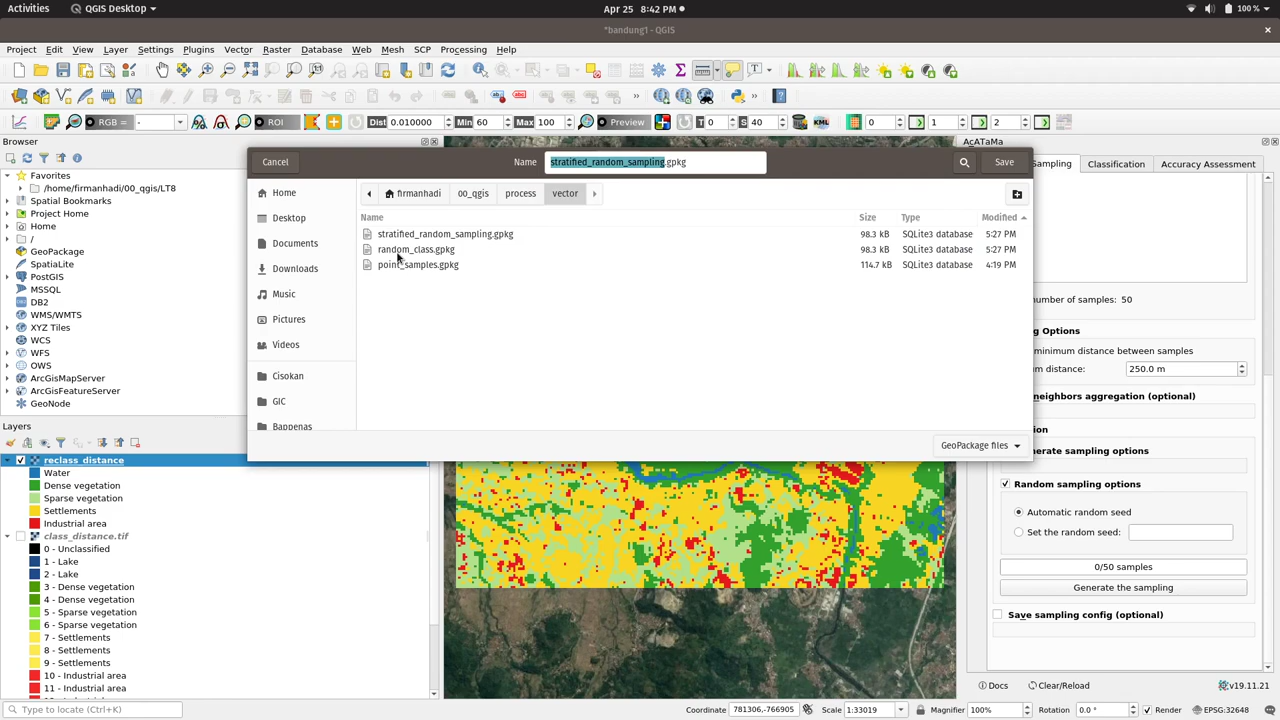 Activities
QGIS Desktop
Apr 25 8:42 PM
100 %
*bandung1 - QGIS
Project Edit View Layer Settings Plugins Vector Raster Database Web Mesh SCP Processing Help
RGB = - ROI Dist 0.010000 Min 60 Max 100 Preview T 0 S 40 KML 0 1 2
Browser
Favorites
/home/firmanhadi/00_qgis/LT8
Spatial Bookmarks
Project Home
Home
/
GeoPackage
SpatiaLite
PostGIS
MSSQL
DB2
WMS/WMTS
XYZ Tiles
WCS
WFS
OWS
ArcGisMapServer
ArcGisFeatureServer
GeoNode
Layers
reclass_distance
Water
Dense vegetation
Sparse vegetation
Settlements
Industrial area
class_distance.tif
0 - Unclassified
1 - Lake
2 - Lake
3 - Dense vegetation
4 - Dense vegetation
5 - Sparse vegetation
6 - Sparse vegetation
7 - Settlements
8 - Settlements
9 - Settlements
10 - Industrial area
11 - Industrial area
Cancel Name stratified_random_sampling.gpkg Save
Home
Desktop
Documents
Downloads
Music
Pictures
Videos
Cisokan
GIC
Bappenas
firmanhadi 00_qgis process vector
Name Size Type Modified
stratified_random_sampling.gpkg 98.3 kB SQLite3 database 5:27 PM
random_class.gpkg 98.3 kB SQLite3 database 5:27 PM
point_samples.gpkg 114.7 kB SQLite3 database 4:19 PM
GeoPackage files
AcATaMa
Sampling Classification Accuracy Assessment
number of samples: 50
g Options
minimum distance between samples
um distance: 250.0 m
neighbors aggregation (optional)
ion
nerate sampling options
Random sampling options
Automatic random seed
Set the random seed:
0/50 samples
Generate the sampling
Save sampling config (optional)
Docs Clear/Reload v19.11.21
Type to locate (Ctrl+K) Coordinate 781306,-766905 Scale 1:33019 Magnifier 100% Rotation 0.0 ° Render EPSG:32648